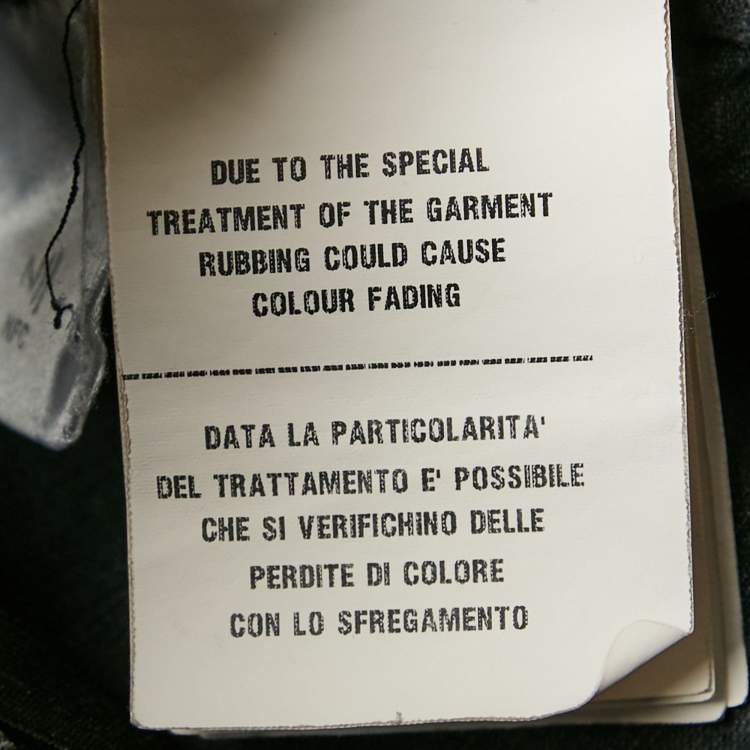 DUE TO THE SPECIAL
TREATMENT OF THE GARMENT
RUBBING COULD CAUSE
COLOUR FADING
DATA LA PARTICOLARITA'
DEL TRATTAMENTO E' POSSIBILE
CHE SI VERIFICHINO DELLE
PERDITE DI COLORE
CON LO SFREGAMENTO